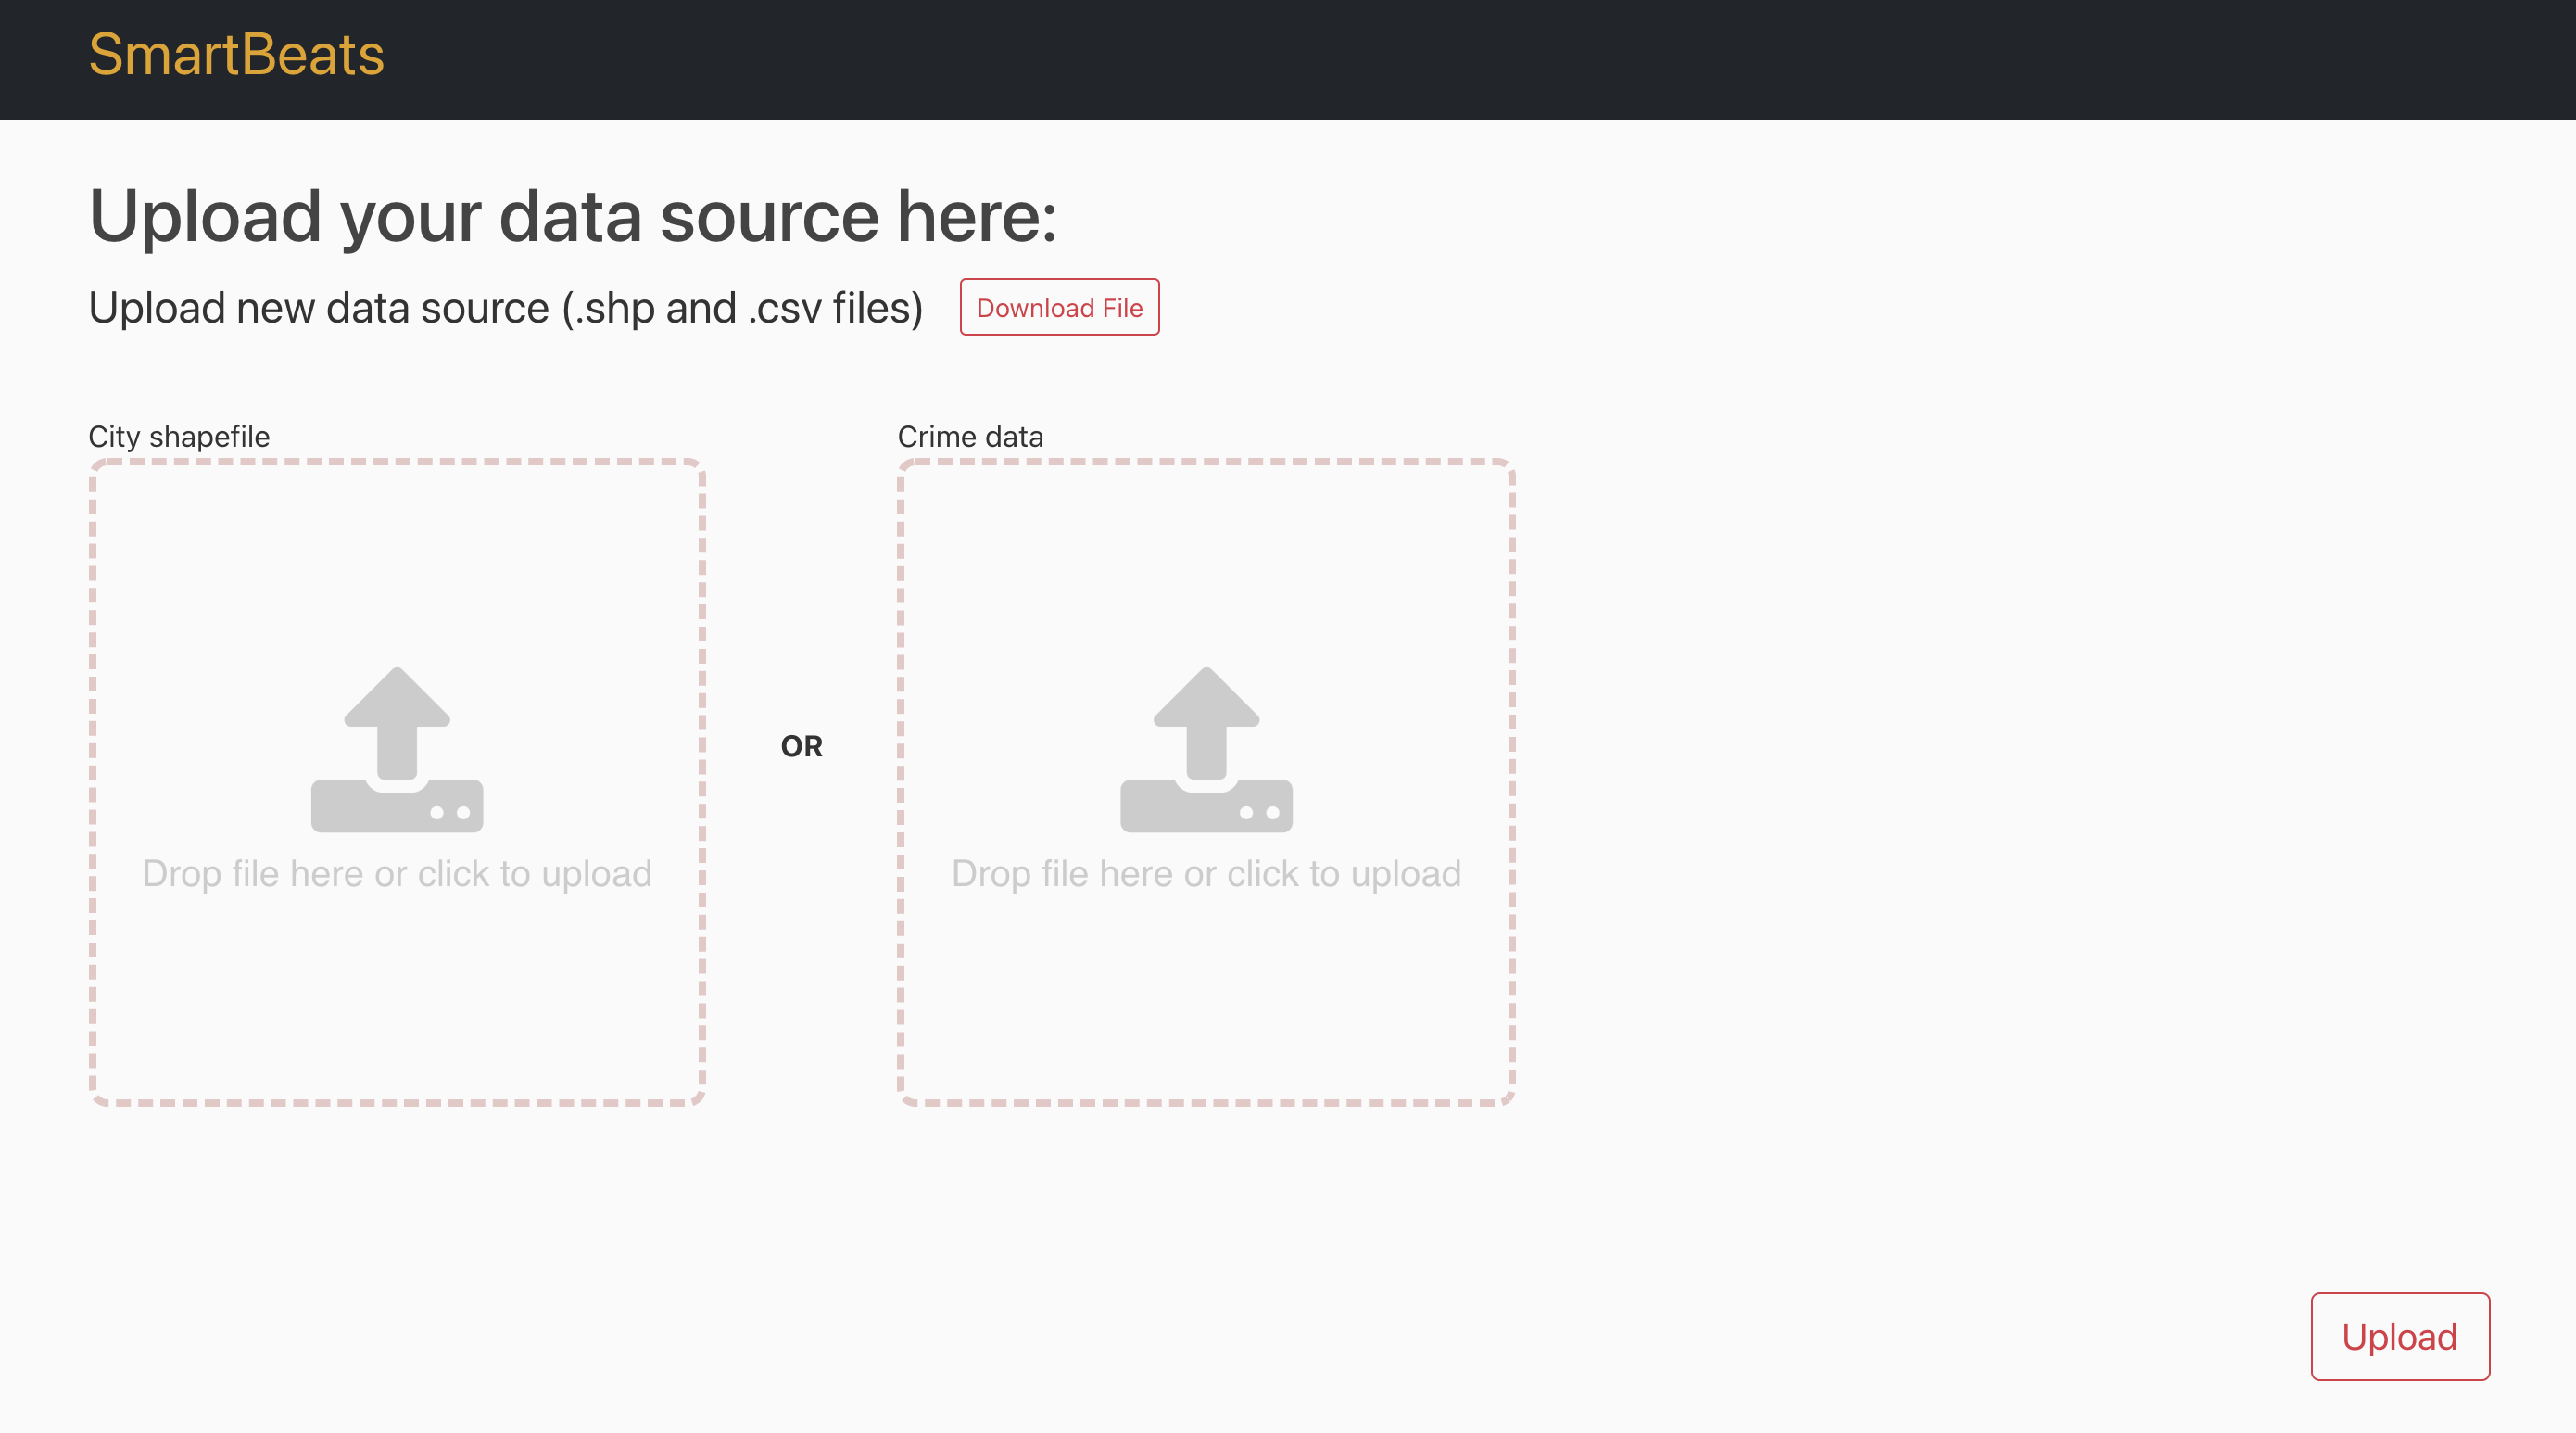 SmartBeats
Upload your data source here:
Upload new data source (.shp and .csv files)
Download File
City shapefile
Crime data
Drop file here or click to upload
OR
Drop file here or click to upload
Upload